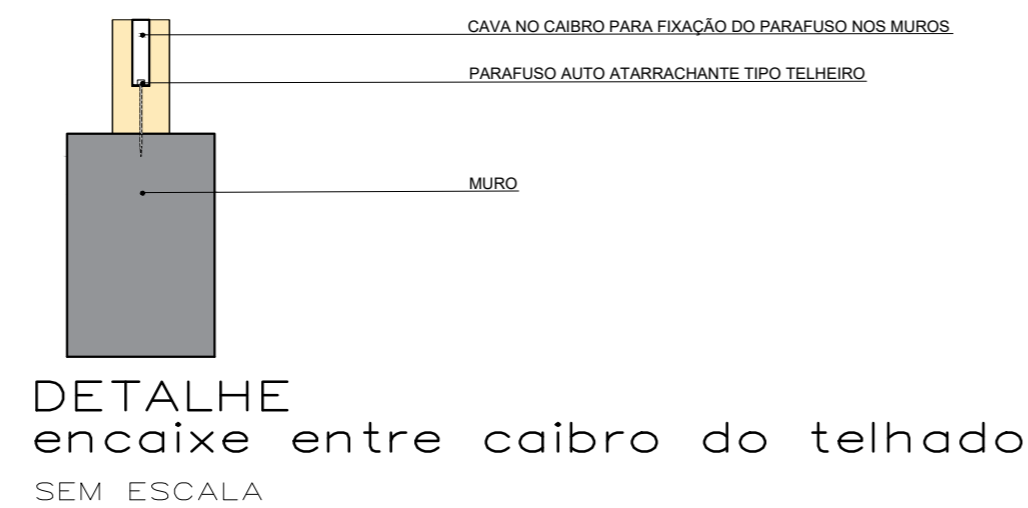 CAVA NO CAIBRO PARA FIXAÇÃO DO PARAFUSO NOS MUROS
PARAFUSO AUTO ATARRACHANTE TIPO TELHEIRO
MURO
DETALHE
encaixe entre caibro do telhado
SEM ESCALA